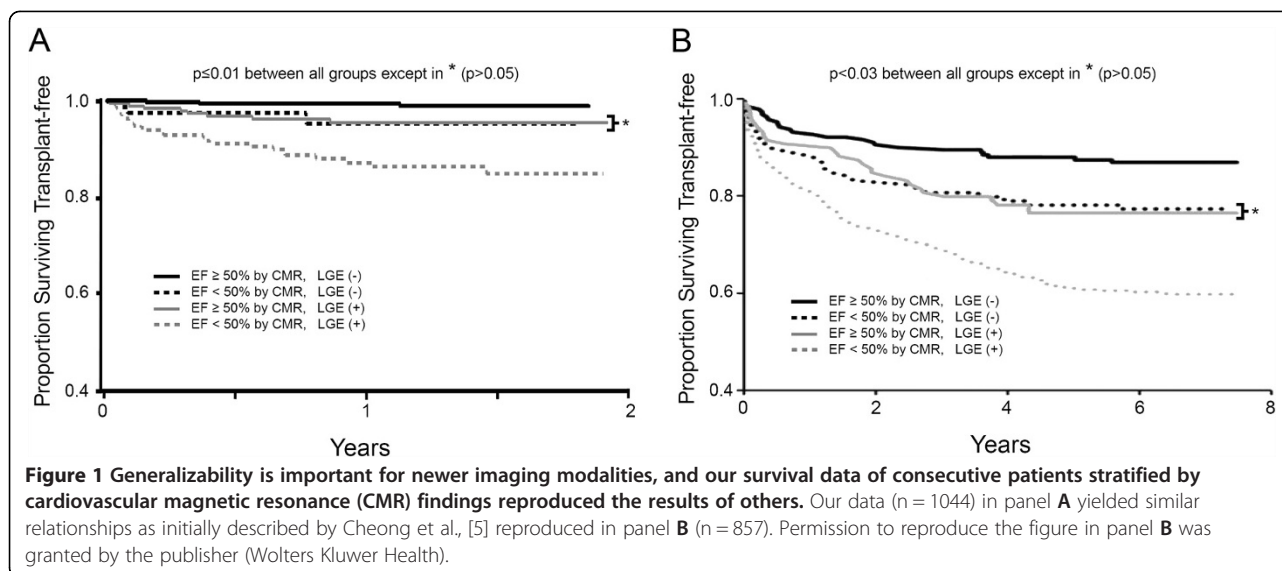 A
p≤0.01 between all groups except in * (p>0.05)
1.0
0.8
0.6
0.4
Proportion Surviving Transplant-free
*
EF ≥ 50% by CMR, LGE (-)
EF < 50% by CMR, LGE (-)
EF ≥ 50% by CMR, LGE (+)
EF < 50% by CMR, LGE (+)
0 1 2
Years
B
p<0.03 between all groups except in * (p>0.05)
1.0
0.8
0.6
0.4
Proportion Surviving Transplant-free
*
EF ≥ 50% by CMR, LGE (-)
EF < 50% by CMR, LGE (-)
EF ≥ 50% by CMR, LGE (+)
EF < 50% by CMR, LGE (+)
0 2 4 6 8
Years
Figure 1 Generalizability is important for newer imaging modalities, and our survival data of consecutive patients stratified by
cardiovascular magnetic resonance (CMR) findings reproduced the results of others. Our data (n = 1044) in panel A yielded similar
relationships as initially described by Cheong et al., [5] reproduced in panel B (n = 857). Permission to reproduce the figure in panel B was
granted by the publisher (Wolters Kluwer Health).